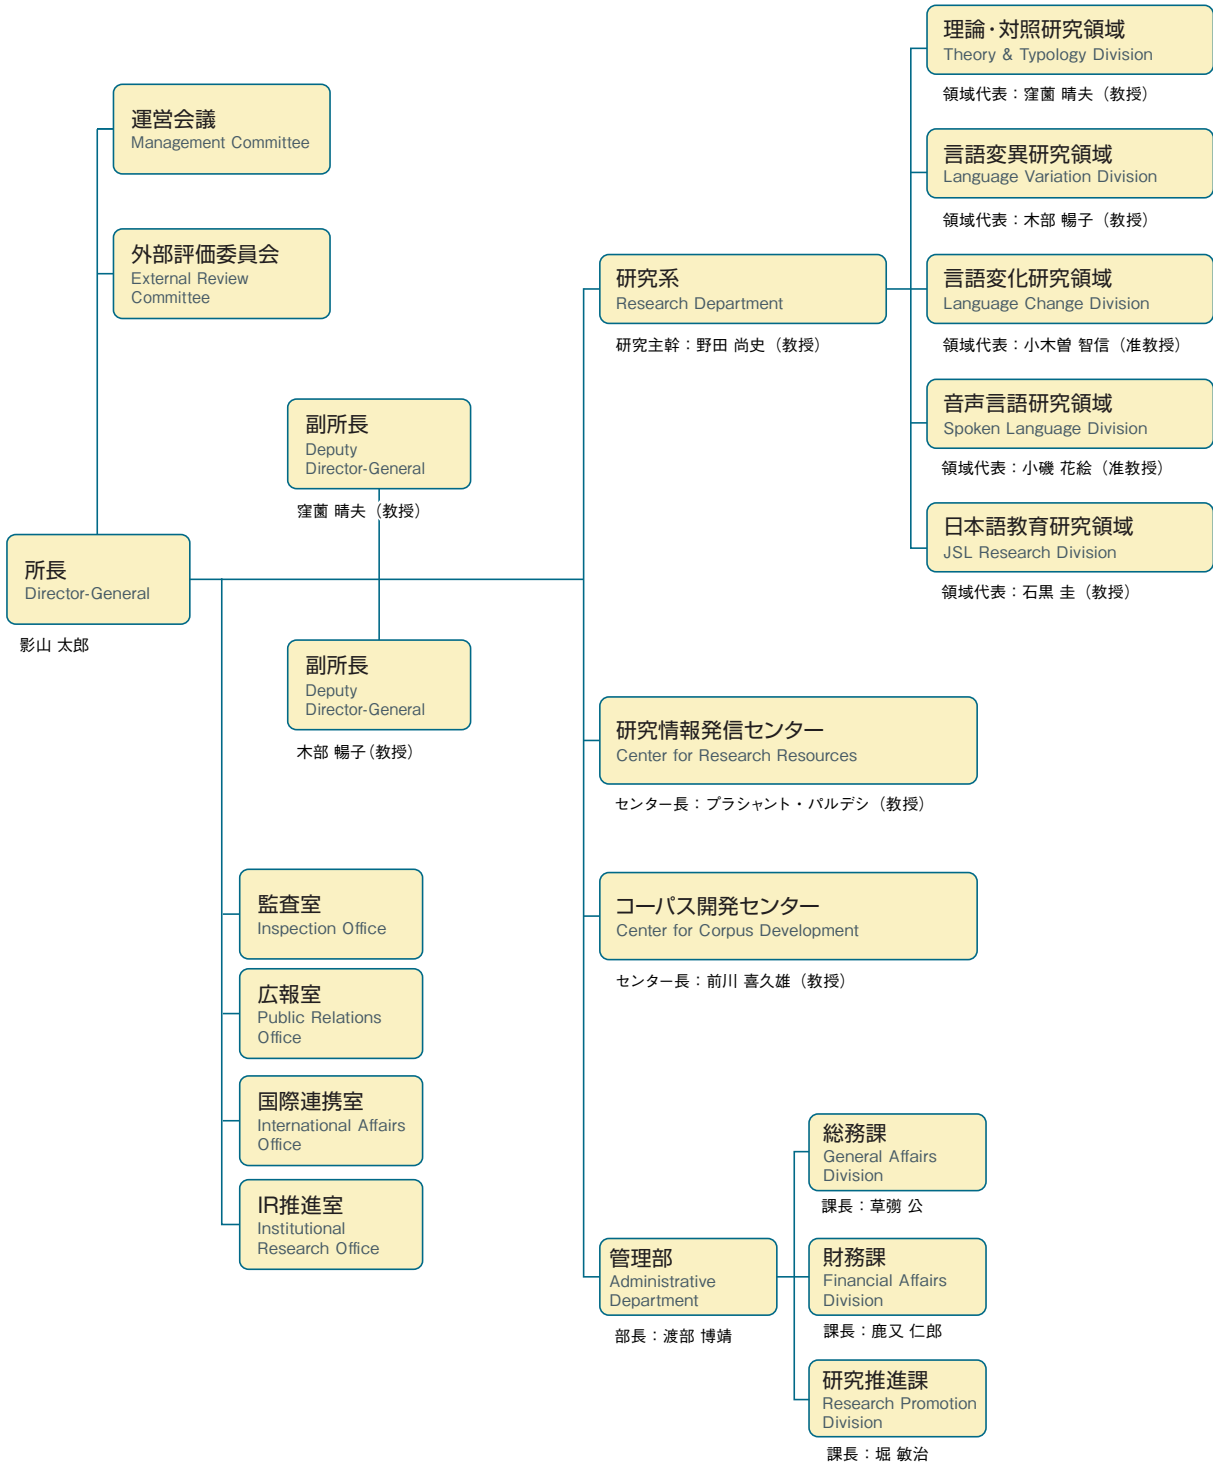 運営会議
Management Committee
外部評価委員会
External Review
Committee
副所長
Deputy
Director-General
窪薗 晴夫（教授）
所長
Director-General
影山 太郎
副所長
Deputy
Director-General
木部 暢子（教授）
監査室
Inspection Office
広報室
Public Relations
Office
国際連携室
International Affairs
Office
IR推進室
Institutional
Research Office
研究系
Research Department
研究主幹：野田 尚史（教授）
理論・対照研究領域
Theory & Typology Division
領域代表：窪薗 晴夫（教授）
言語変異研究領域
Language Variation Division
領域代表：木部 暢子（教授）
言語変化研究領域
Language Change Division
領域代表：小木曽 智信（准教授）
音声言語研究領域
Spoken Language Division
領域代表：小磯 花絵（准教授）
日本語教育研究領域
JSL Research Division
領域代表：石黒 圭（教授）
研究情報発信センター
Center for Research Resources
センター長：プラシャント・パルデシ（教授）
コーパス開発センター
Center for Corpus Development
センター長：前川 喜久雄（教授）
管理部
Administrative
Department
部長：渡部 博靖
総務課
General Affairs
Division
課長：草彅 公
財務課
Financial Affairs
Division
課長：鹿又 仁郎
研究推進課
Research Promotion
Division
課長：堀 敏治